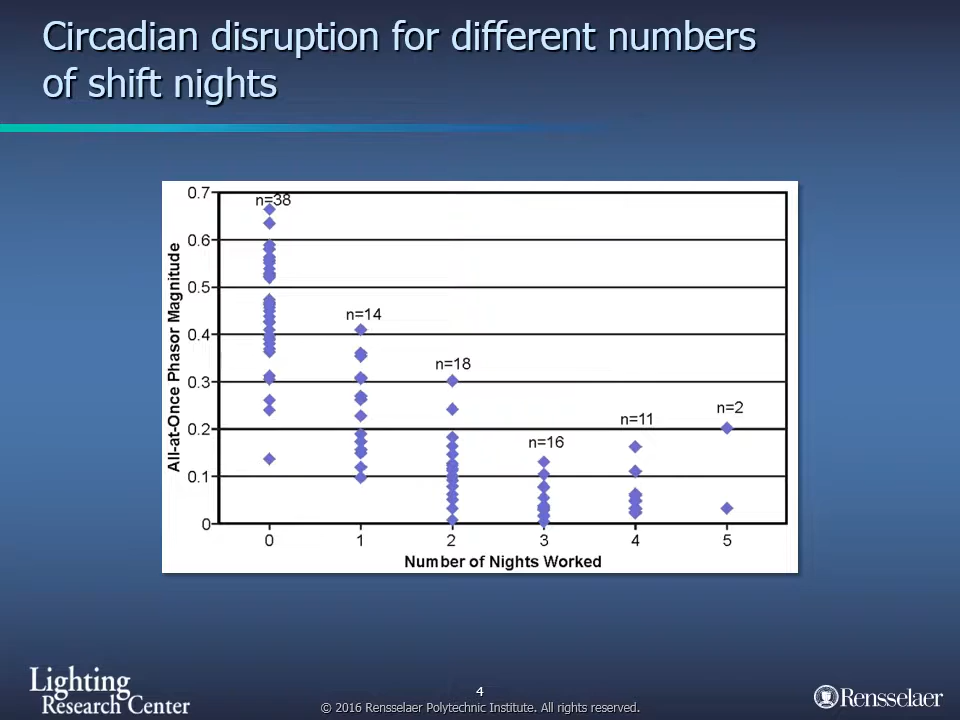 Circadian disruption for different numbers
of shift nights
0.7
0.6
0.5
0.4
0.3
0.2
0.1
0
All-at-Once Phasor Magnitude
n=38
n=14
n=18
n=16
n=11
n=2
0 1 2 3 4 5
Number of Nights Worked
Lighting
Research Center
4
© 2016 Rensselaer Polytechnic Institute. All rights reserved.
Rensselaer